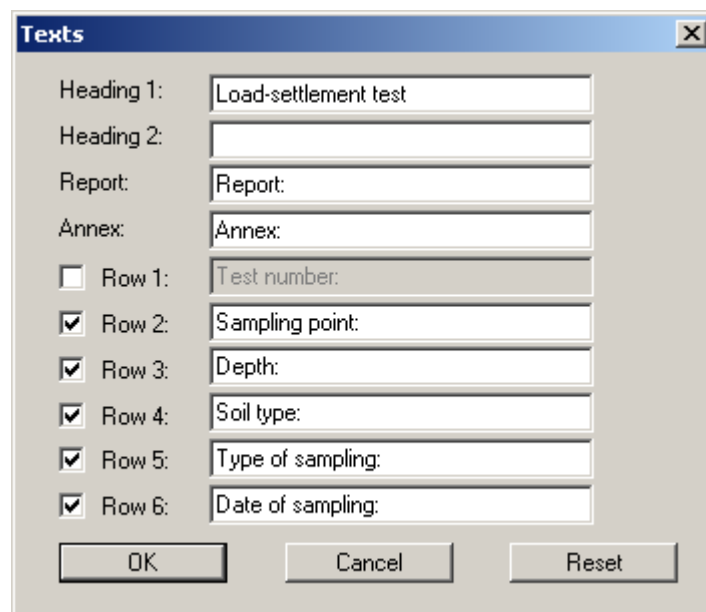 Texts
Heading 1: Load-settlement test
Heading 2:
Report: Report:
Annex: Annex:
Row 1: Test number:
Row 2: Sampling point:
Row 3: Depth:
Row 4: Soil type:
Row 5: Type of sampling:
Row 6: Date of sampling:
OK Cancel Reset